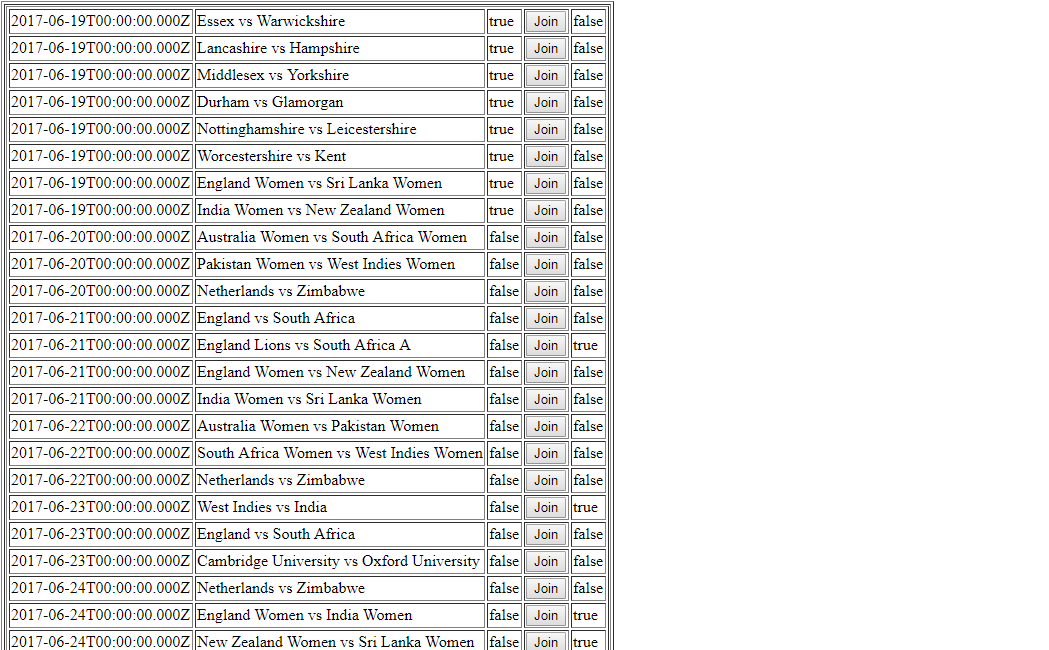 2017-06-19T00:00:00.000Z Essex vs Warwickshire true Join false
2017-06-19T00:00:00.000Z Lancashire vs Hampshire true Join false
2017-06-19T00:00:00.000Z Middlesex vs Yorkshire true Join false
2017-06-19T00:00:00.000Z Durham vs Glamorgan true Join false
2017-06-19T00:00:00.000Z Nottinghamshire vs Leicestershire true Join false
2017-06-19T00:00:00.000Z Worcestershire vs Kent true Join false
2017-06-19T00:00:00.000Z England Women vs Sri Lanka Women true Join false
2017-06-19T00:00:00.000Z India Women vs New Zealand Women true Join false
2017-06-20T00:00:00.000Z Australia Women vs South Africa Women false Join false
2017-06-20T00:00:00.000Z Pakistan Women vs West Indies Women false Join false
2017-06-20T00:00:00.000Z Netherlands vs Zimbabwe false Join false
2017-06-21T00:00:00.000Z England vs South Africa false Join false
2017-06-21T00:00:00.000Z England Lions vs South Africa A false Join true
2017-06-21T00:00:00.000Z England Women vs New Zealand Women false Join false
2017-06-21T00:00:00.000Z India Women vs Sri Lanka Women false Join false
2017-06-22T00:00:00.000Z Australia Women vs Pakistan Women false Join false
2017-06-22T00:00:00.000Z South Africa Women vs West Indies Women false Join false
2017-06-22T00:00:00.000Z Netherlands vs Zimbabwe false Join false
2017-06-23T00:00:00.000Z West Indies vs India false Join true
2017-06-23T00:00:00.000Z England vs South Africa false Join false
2017-06-23T00:00:00.000Z Cambridge University vs Oxford University false Join false
2017-06-24T00:00:00.000Z Netherlands vs Zimbabwe false Join false
2017-06-24T00:00:00.000Z England Women vs India Women false Join true
2017-06-24T00:00:00.000Z New Zealand Women vs Sri Lanka Women false Join true